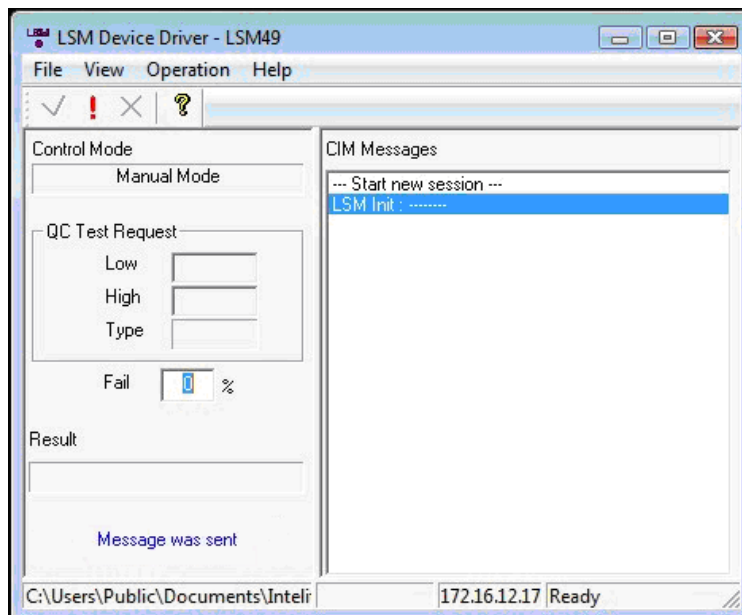 LSM Device Driver - LSM49
File View Operation Help
Control Mode
Manual Mode
QC Test Request
Low
High
Type
Fail 0 %
Result
Message was sent
CIM Messages
--- Start new session ---
LSM Init : --------
C:\Users\Public\Documents\Intelir 172.16.12.17 Ready